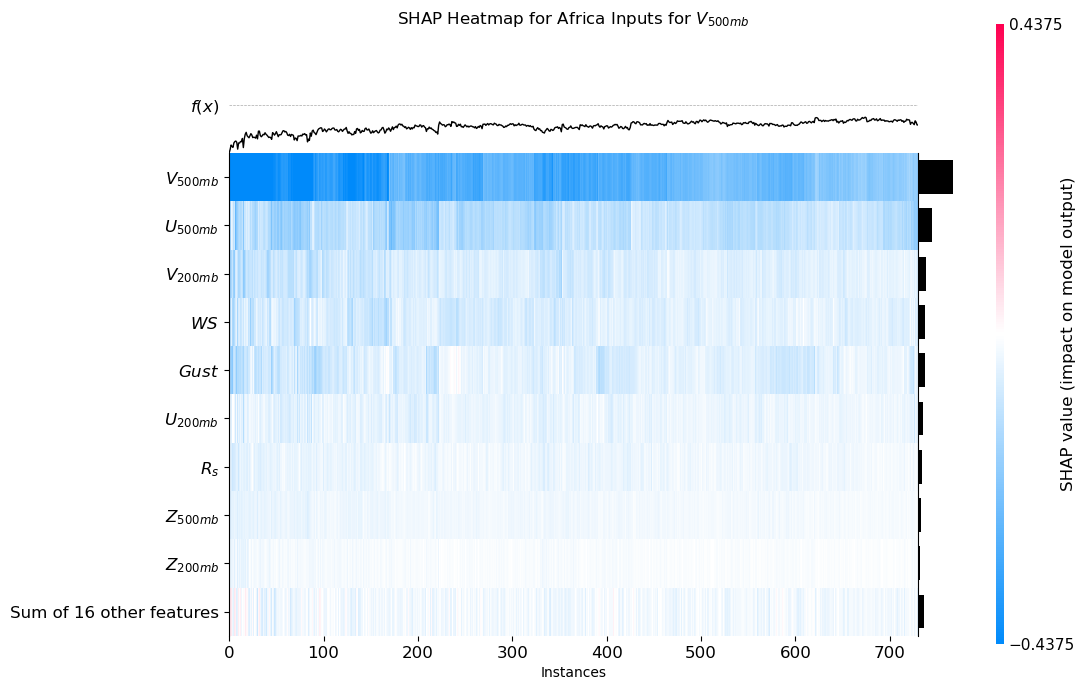 SHAP Heatmap for Africa Inputs for V500mb
0.4375
f(x)
V500mb
U500mb
V200mb
WS
Gust
U200mb
Rs
Z500mb
Z200mb
Sum of 16 other features
SHAP value (impact on model output)
−0.4375
0 100 200 300 400 500 600 700
Instances